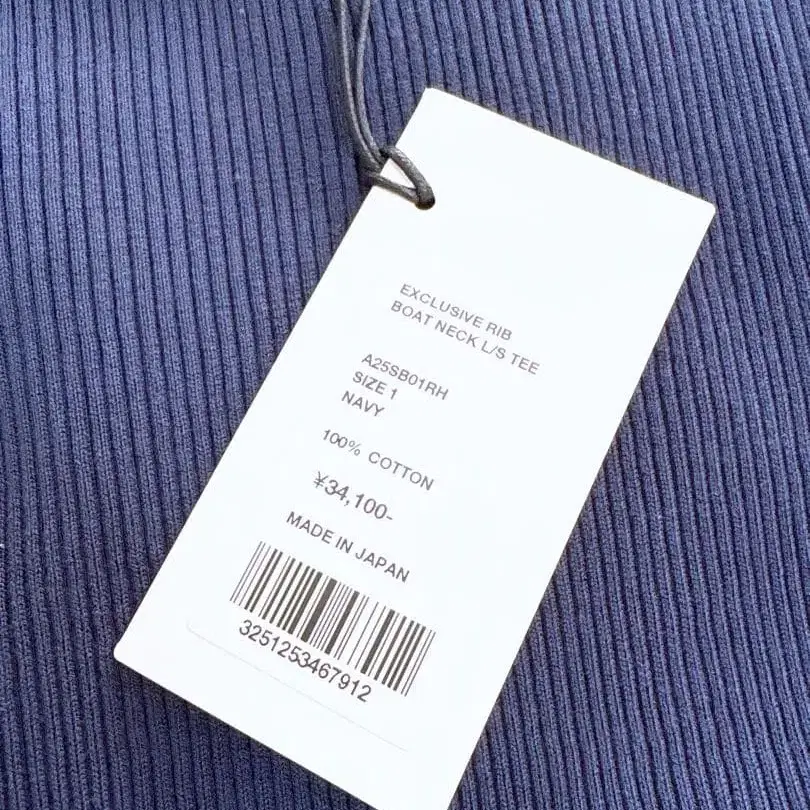 EXCLUSIVE RIB
BOAT NECK L/S TEE
A25SB01RH
SIZE 1
NAVY
100% COTTON
¥34,100-
MADE IN JAPAN
3251253467912